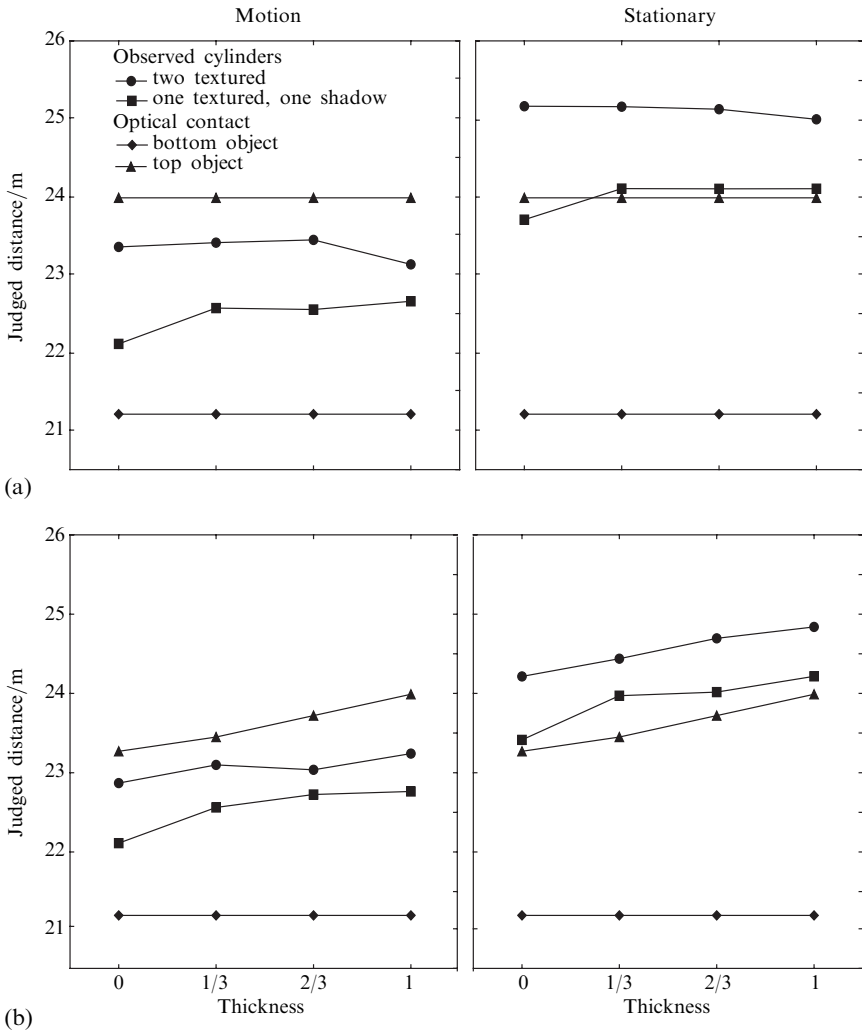 Motion
Stationary
26
25
24
23
22
21
Judged distance/m
Observed cylinders
two textured
one textured, one shadow
Optical contact
bottom object
top object
(a)
26
25
24
23
22
21
Judged distance/m
0 1/3 2/3 1
Thickness
0 1/3 2/3 1
Thickness
(b)